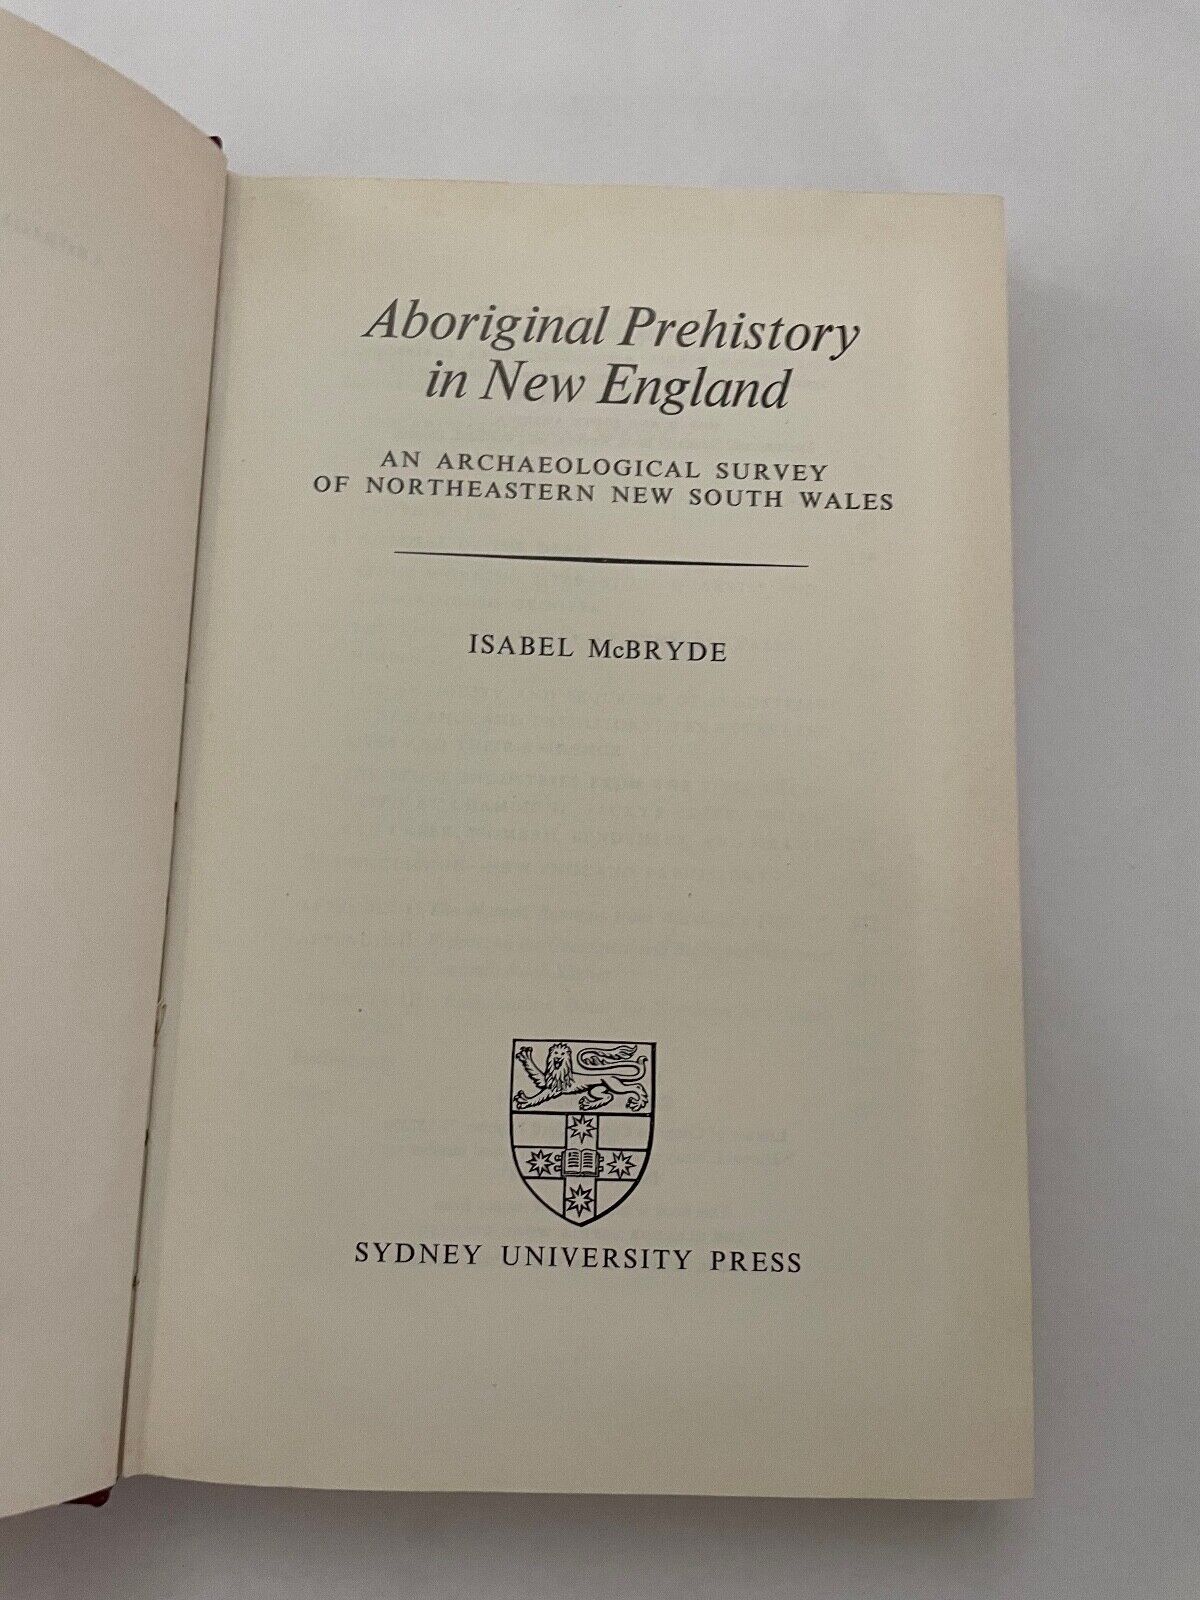 Aboriginal Prehistory
in New England
AN ARCHAEOLOGICAL SURVEY
OF NORTHEASTERN NEW SOUTH WALES
ISABEL McBRYDE
SYDNEY UNIVERSITY PRESS